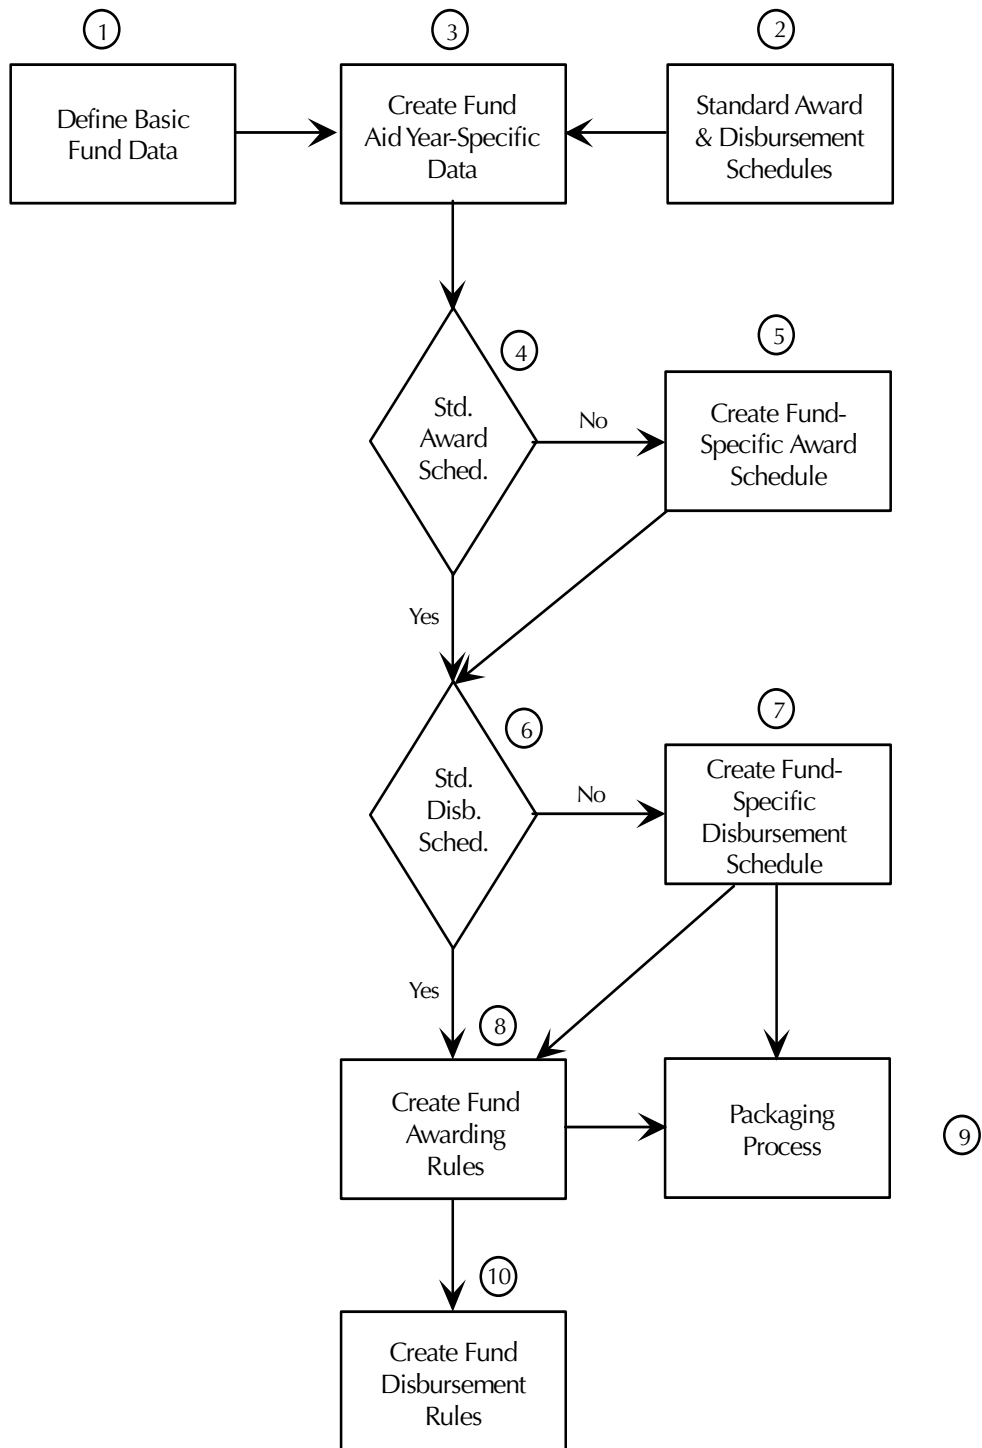 1
3
2
Define Basic
Fund Data
Create Fund
Aid Year-Specific
Data
Standard Award
& Disbursement
Schedules
4
5
Std.
Award
Sched.
No
Create Fund-
Specific Award
Schedule
Yes
6
7
Std.
Disb.
Sched.
No
Create Fund-
Specific
Disbursement
Schedule
Yes
8
Create Fund
Awarding
Rules
Packaging
Process
9
10
Create Fund
Disbursement
Rules